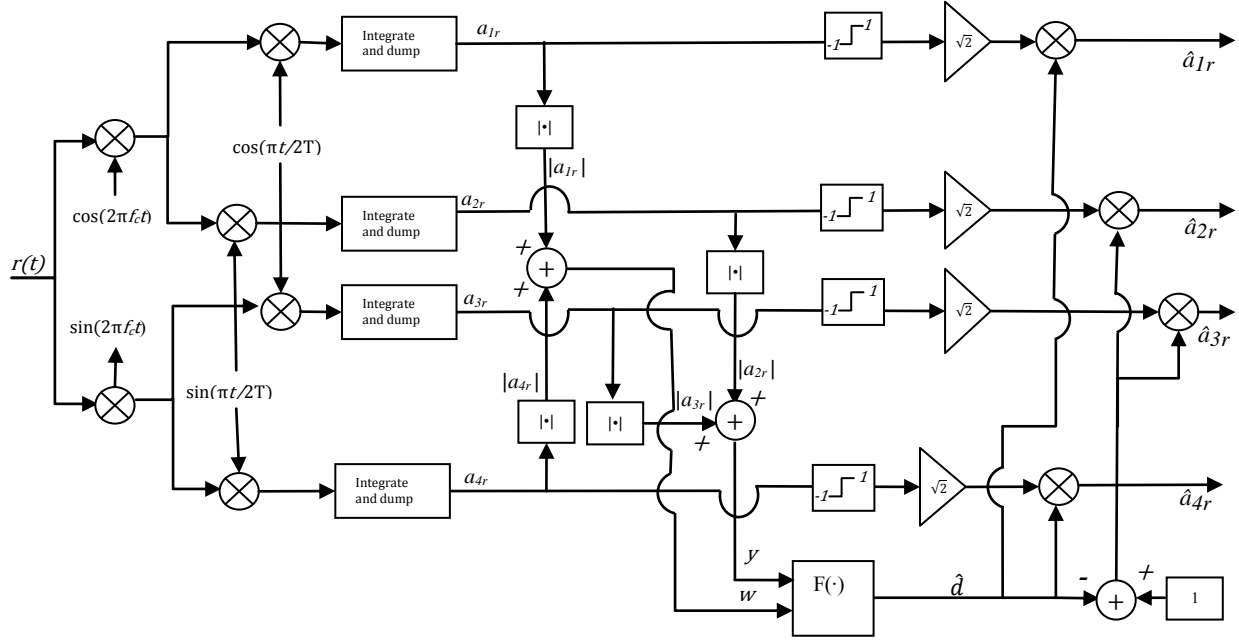 Integrate
and dump
a1r
-1 1
√2
â1r
|•|
cos(πt/2T)
|a1r|
cos(2πfct)
Integrate
and dump
a2r
-1 1
√2
â2r
r(t)
+
+
+
|•|
sin(2πfct)
Integrate
and dump
a3r
-1 1
√2
â3r
|a4r|
|a2r|
sin(πt/2T)
|•|
|•|
|a3r|
+
+
+
Integrate
and dump
a4r
-1 1
√2
â4r
y
w
F(·)
d̂
-
+
+
1